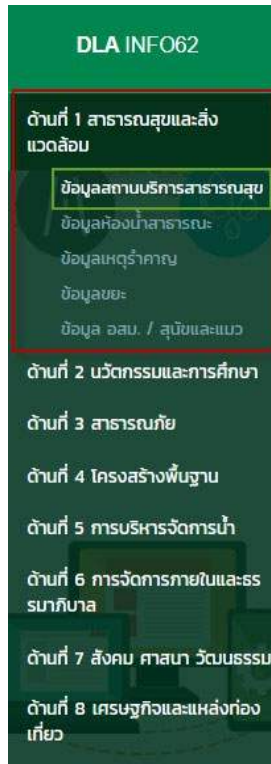 DLA INFO62
ด้านที่ 1 สาธารณสุขและสิ่ง
แวดล้อม
ข้อมูลสถานบริการสาธารณสุข
ข้อมูลห้องน้ำสาธารณะ
ข้อมูลเหตุรำคาญ
ข้อมูลขยะ
ข้อมูล อสม. / สุนัขและแมว
ด้านที่ 2 นวัตกรรมและการศึกษา
ด้านที่ 3 สาธารณภัย
ด้านที่ 4 โครงสร้างพื้นฐาน
ด้านที่ 5 การบริหารจัดการน้ำ
ด้านที่ 6 การจัดการภายในและธร
รมาภิบาล
ด้านที่ 7 สังคม ศาสนา วัฒนธรรม
ด้านที่ 8 เศรษฐกิจและแหล่งท่อง
เที่ยว